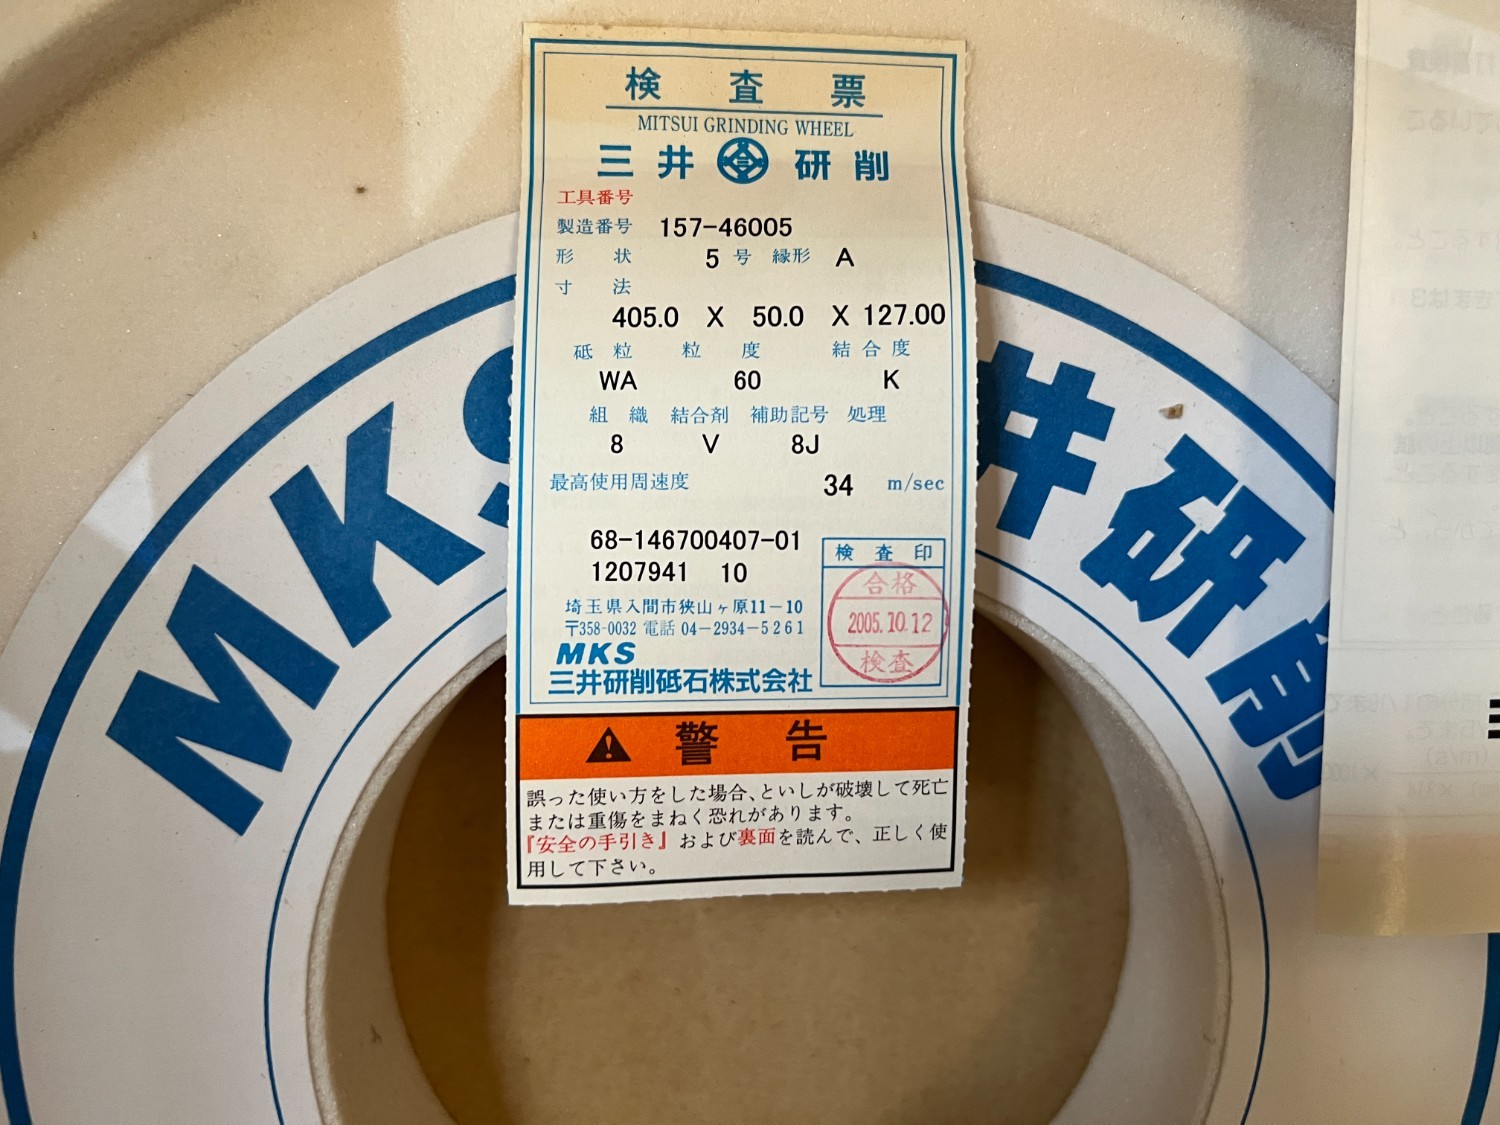 検査票
MITSUI GRINDING WHEEL
三井 研削
工具番号
製造番号 157-46005
形状 5 号 縁形 A
寸法
405.0 X 50.0 X 127.00
砥粒 粒度 結合度
WA 60 K
組織 結合剤 補助記号 処理
8 V 8J
最高使用周速度 34 m/sec
68-146700407-01
1207941 10
検査印
合格
2005.10.12
検査
埼玉県入間市狭山ヶ原11-10
〒358-0032 電話 04-2934-5261
MKS
三井研削砥石株式会社
警告
誤った使い方をした場合、といしが破壊して死亡
または重傷をまねく恐れがあります。
『安全の手引き』および裏面を読んで、正しく使
用して下さい。
MKS 井研削